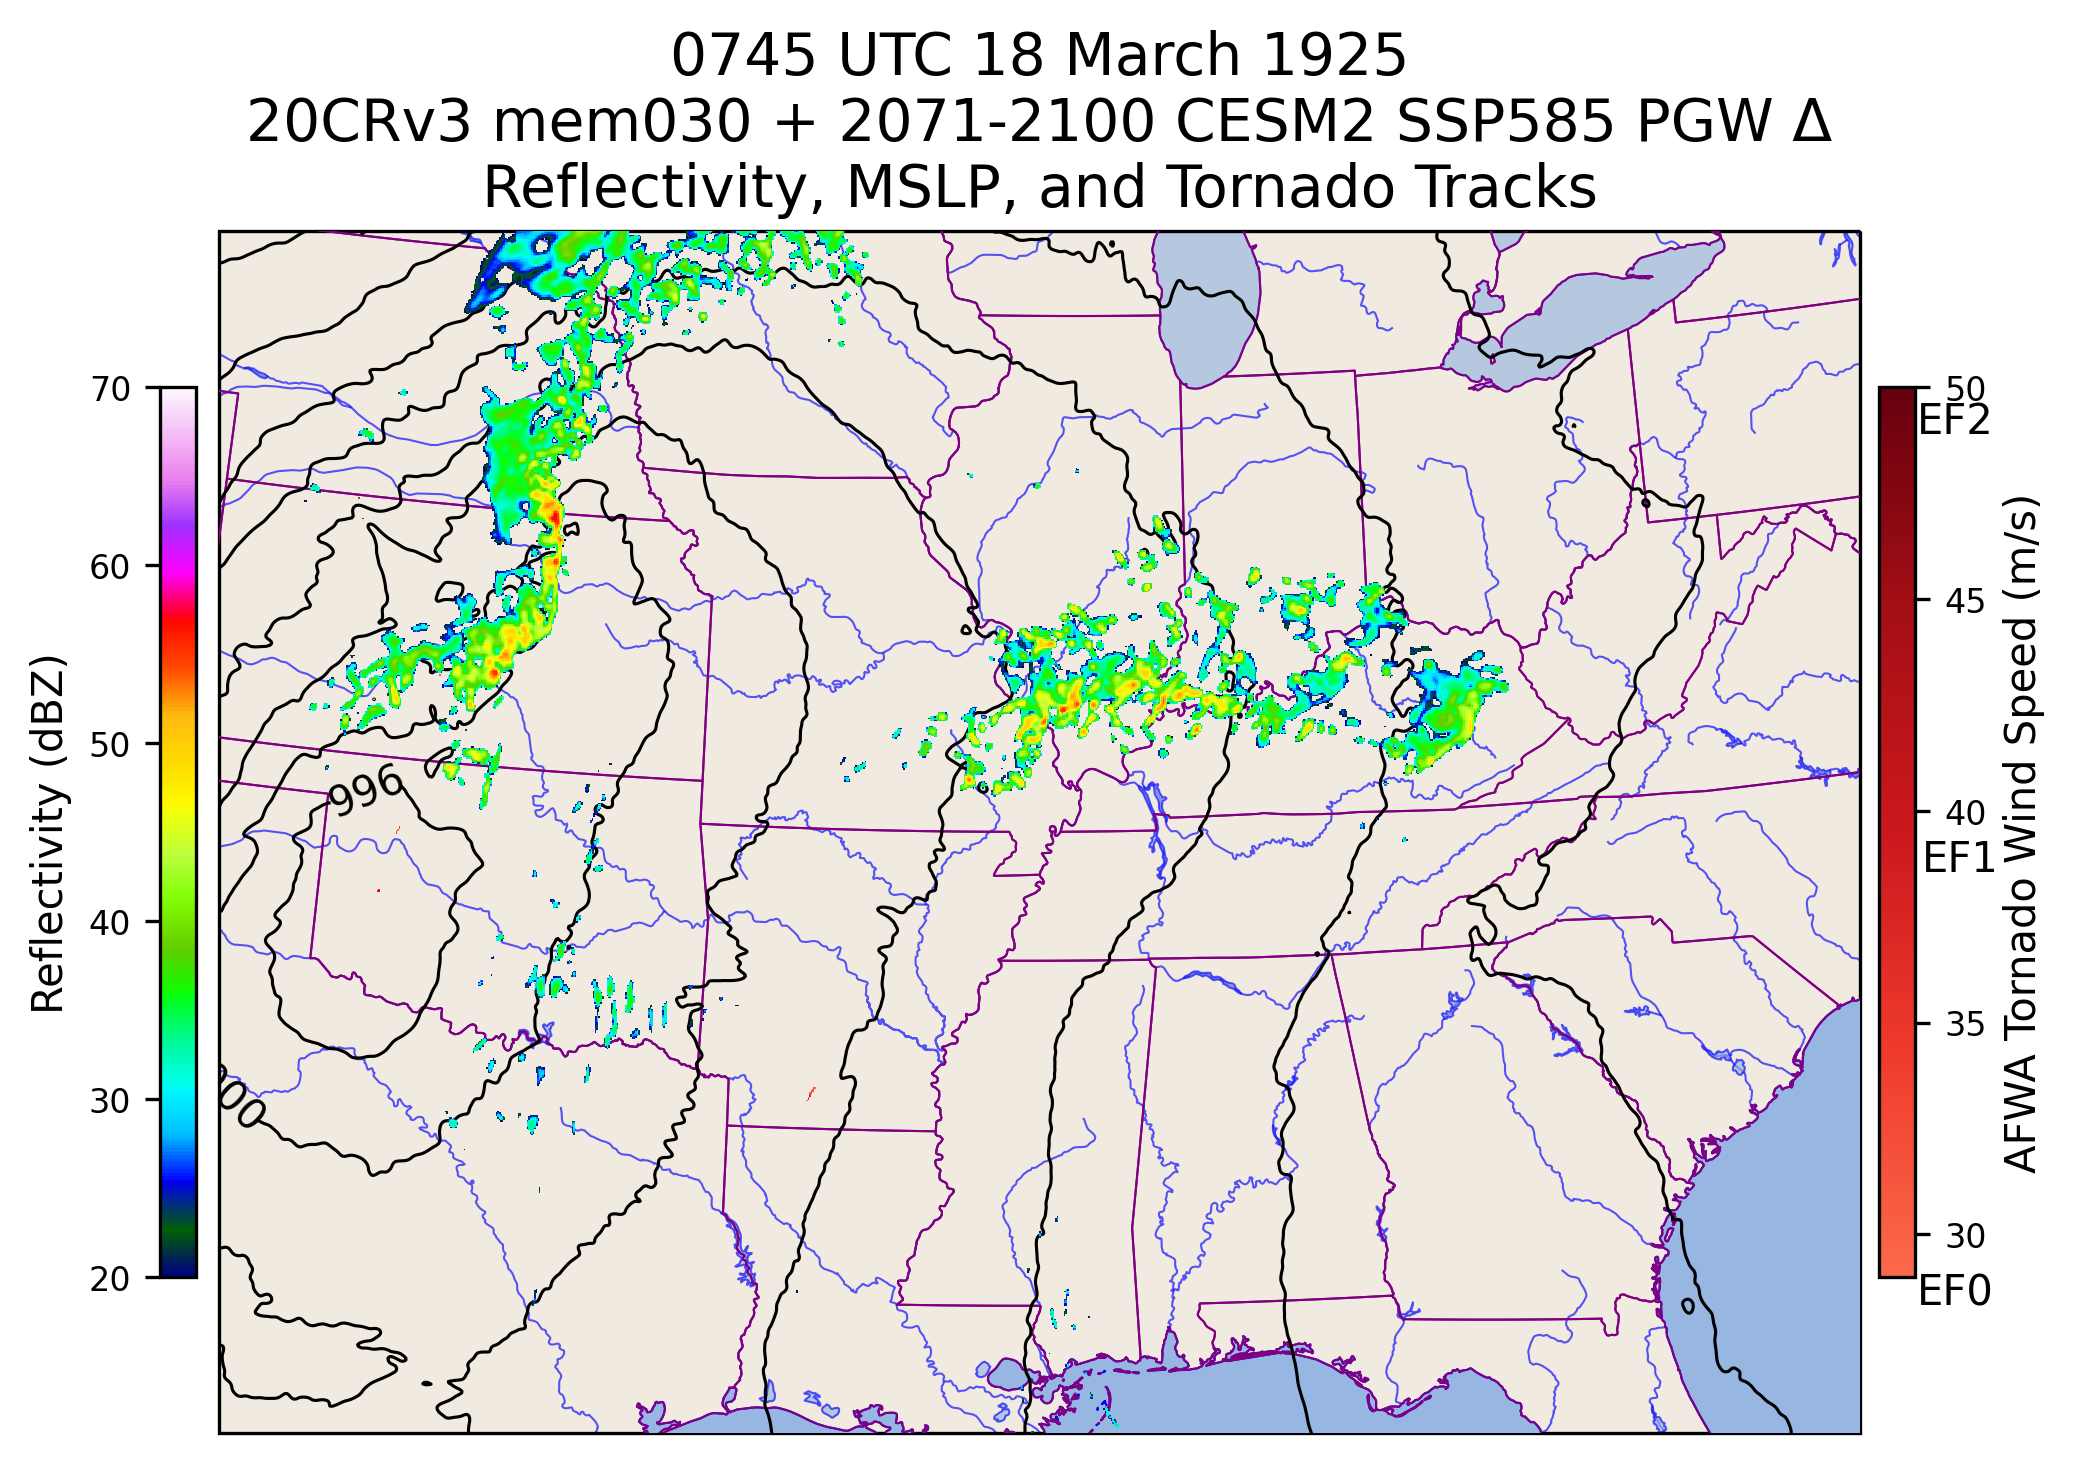 0745 UTC 18 March 1925
20CRv3 mem030 + 2071-2100 CESM2 SSP585 PGW Δ
Reflectivity, MSLP, and Tornado Tracks
70
60
50
40
30
20
Reflectivity (dBZ)
996
00
50
EF2
45
40
EF1
35
30
EF0
AFWA Tornado Wind Speed (m/s)